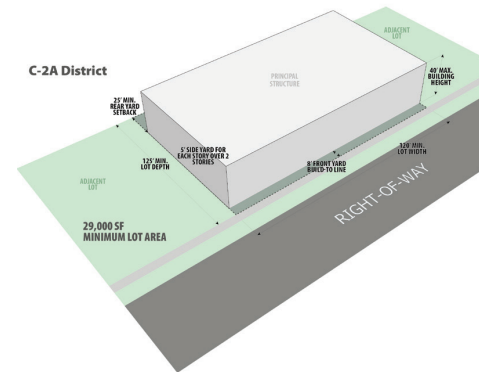 C-2A District
ADJACENT
LOT
PRINCIPAL
STRUCTURE
40' MAX.
BUILDING
HEIGHT
25' MIN.
REAR YARD
SETBACK
125' MIN.
LOT DEPTH
5' SIDE YARD FOR
EACH STORY OVER 2
STORIES
8' FRONT YARD
BUILD-TO LINE
120' MIN.
LOT WIDTH
ADJACENT
LOT
29,000 SF
MINIMUM LOT AREA
RIGHT-OF-WAY